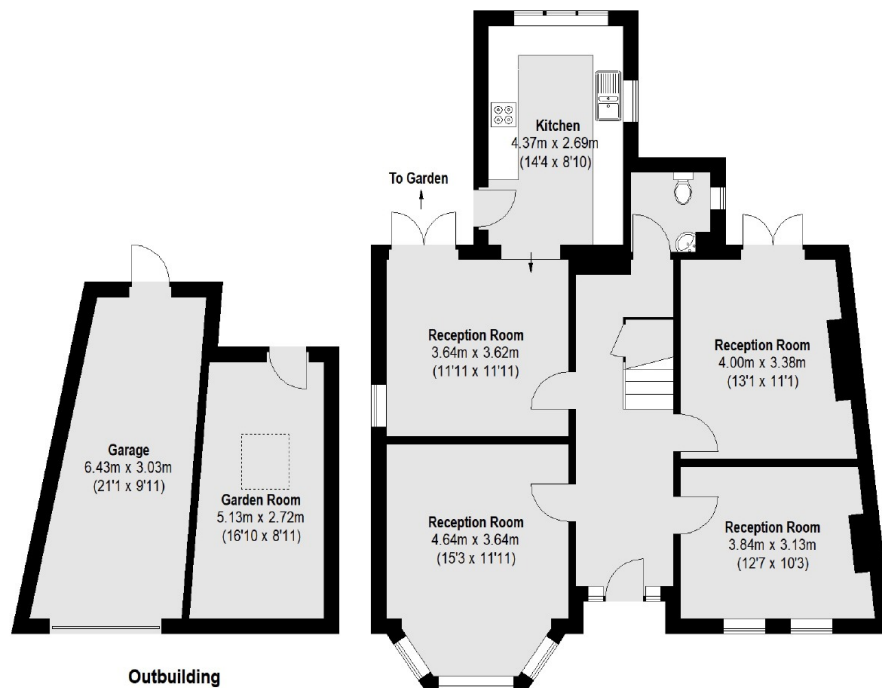 Kitchen
4.37m x 2.69m
(14'4 x 8'10)
To Garden
Reception Room
3.64m x 3.62m
(11'11 x 11'11)
Reception Room
4.00m x 3.38m
(13'1 x 11'1)
Garage
6.43m x 3.03m
(21'1 x 9'11)
Garden Room
5.13m x 2.72m
(16'10 x 8'11)
Reception Room
4.64m x 3.64m
(15'3 x 11'11)
Reception Room
3.84m x 3.13m
(12'7 x 10'3)
Outbuilding